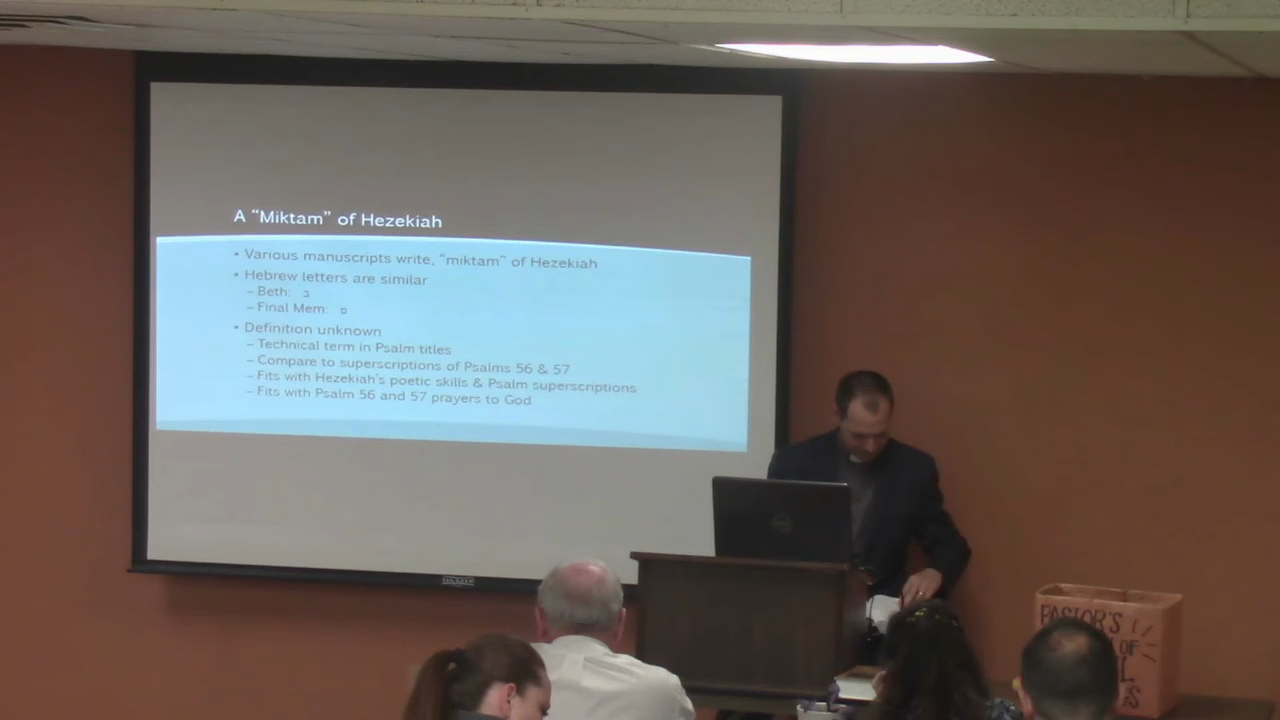 A “Miktam” of Hezekiah
• Various manuscripts write, “miktam” of Hezekiah
• Hebrew letters are similar
– Beth: ב
– Final Mem: ם
• Definition unknown
– Technical term in Psalm titles
– Compare to superscriptions of Psalms 56 & 57
– Fits with Hezekiah’s poetic skills & Psalm superscriptions
– Fits with Psalm 56 and 57 prayers to God
PASTOR'S
OF